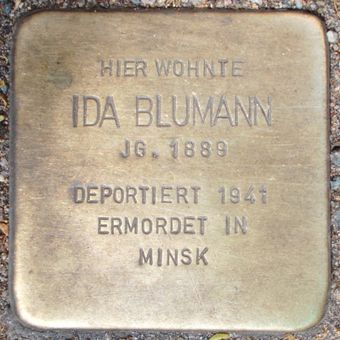 HIER WOHNTE
IDA BLUMANN
JG. 1889
DEPORTIERT 1941
ERMORDET IN
MINSK